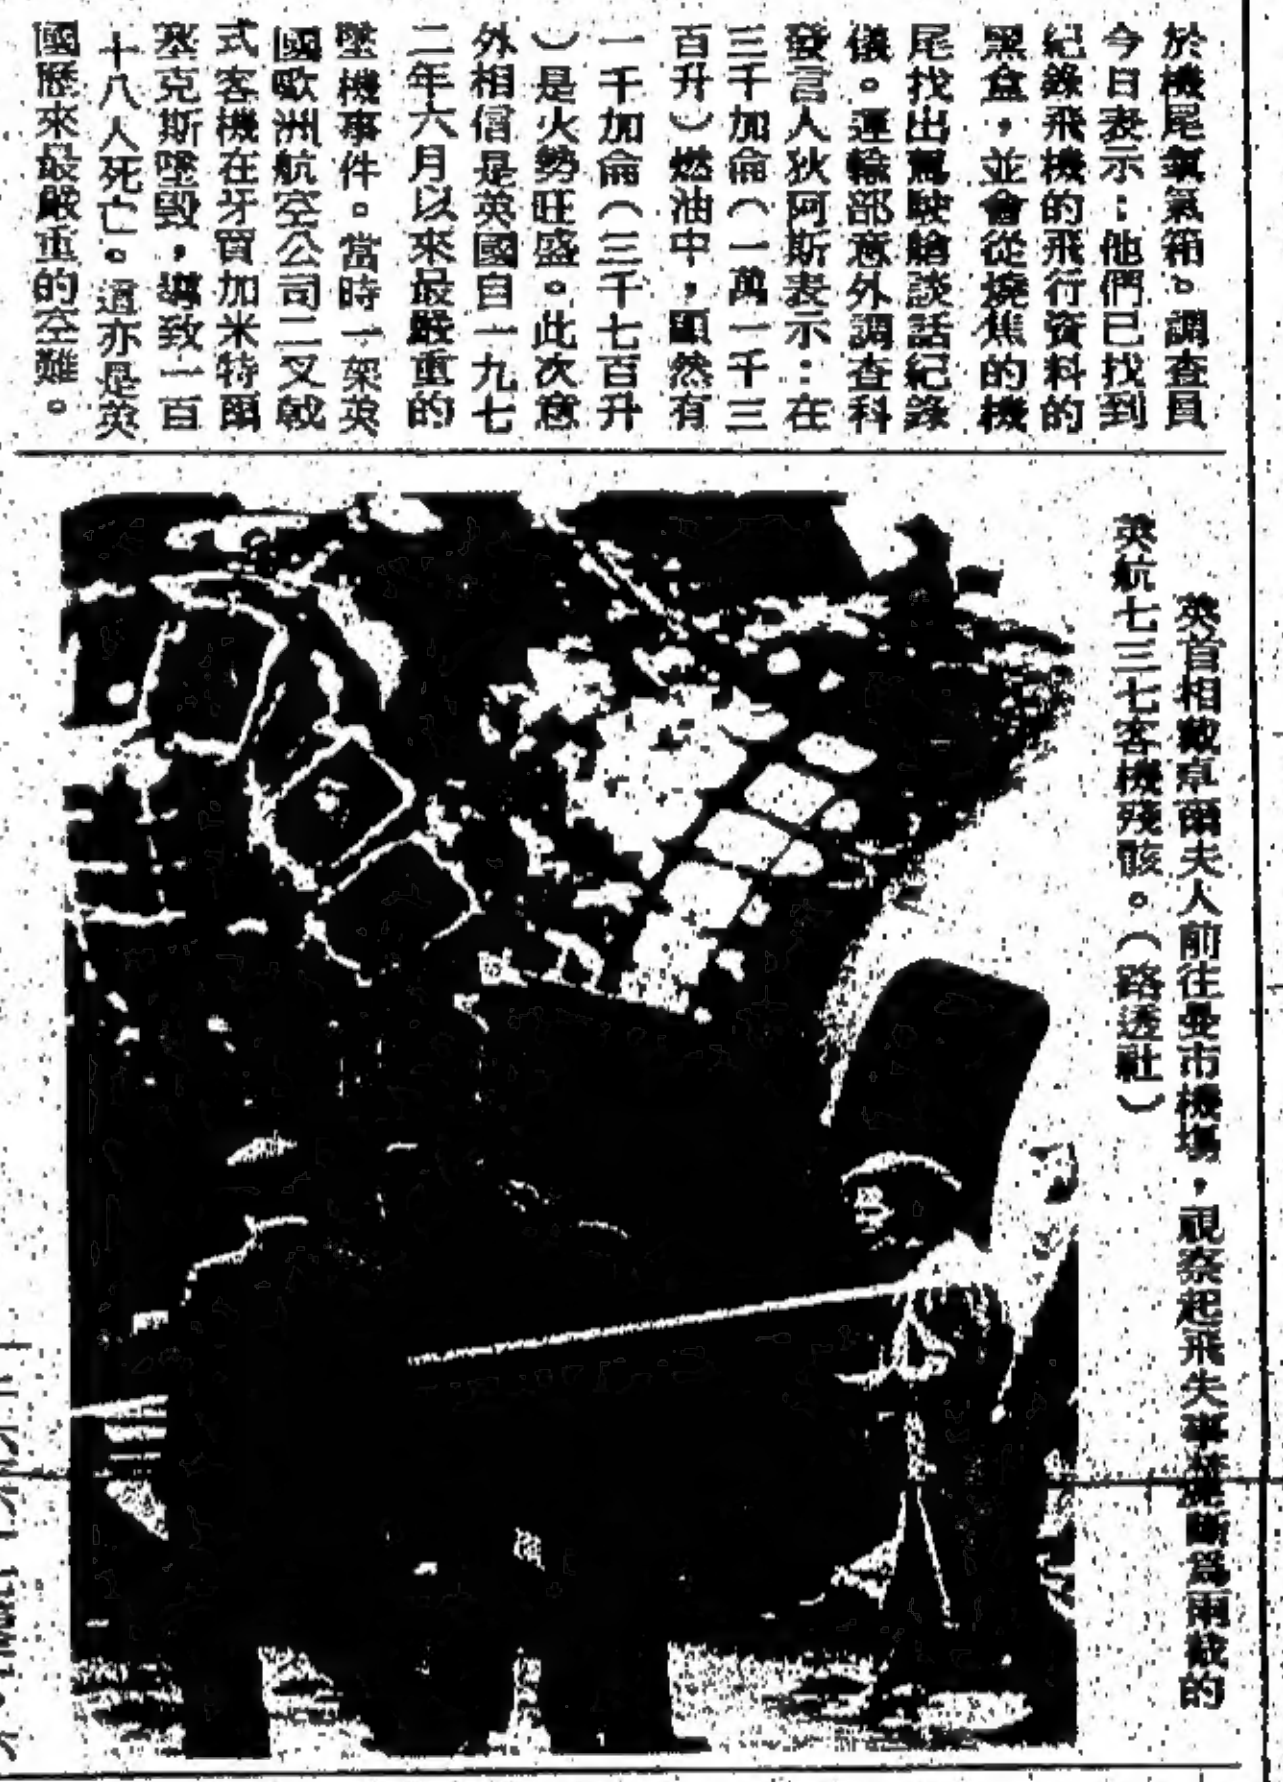 於機尾氧氣箱。調查員
今日表示：他們已找到
紀錄飛機的飛行資料的
黑盒，並會從燒焦的機
尾找出駕駛艙談話紀錄
儀。運輸部意外調查科
發言人狄阿斯表示：在
三千加侖（一萬一千三
百升）燃油中，顯然有
一千加侖（三千七百升
）是火勢旺盛。此次意
外相信是英國自一九七
二年六月以來最嚴重的
墜機事件。當時一架英
國歐洲航空公司二叉戟
式客機在牙買加米特爾
塞克斯墜毀，導致一百
十八人死亡。這亦是英
國歷來最嚴重的空難。
英首相戴卓爾夫人前往曼市機場，視察起飛失事焚燒斷為兩截的
英航七三七客機殘骸。（路透社）